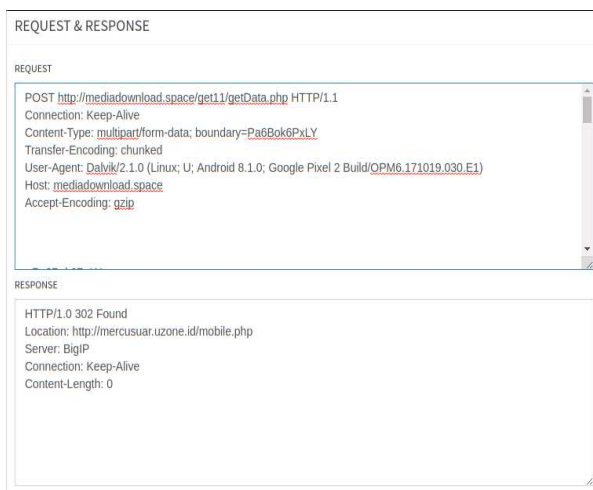 REQUEST & RESPONSE
REQUEST
POST http://mediadownload.space/get11/getData.php HTTP/1.1
Connection: Keep-Alive
Content-Type: multipart/form-data; boundary=Pa6Bok6PxLY
Transfer-Encoding: chunked
User-Agent: Dalvik/2.1.0 (Linux; U; Android 8.1.0; Google Pixel 2 Build/OPM6.171019.030.E1)
Host: mediadownload.space
Accept-Encoding: gzip
RESPONSE
HTTP/1.0 302 Found
Location: http://mercusuar.uzone.id/mobile.php
Server: BigIP
Connection: Keep-Alive
Content-Length: 0